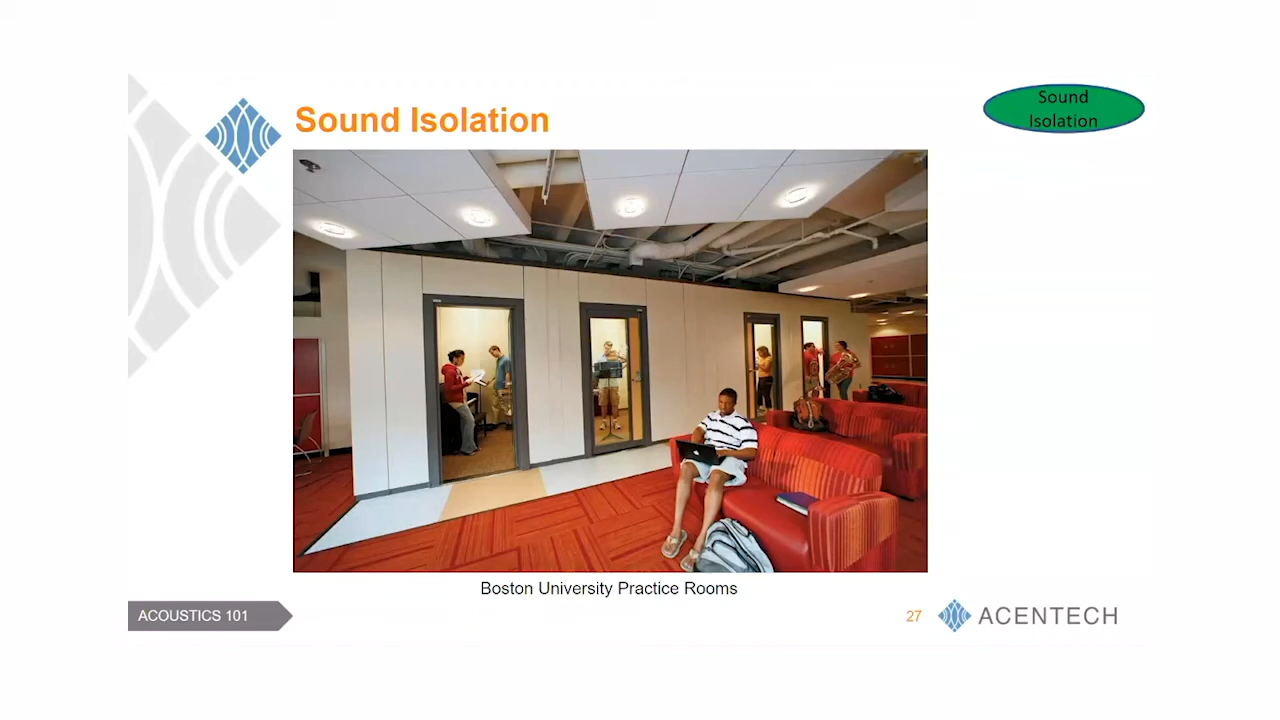 Sound Isolation
Sound
Isolation
Boston University Practice Rooms
ACOUSTICS 101
27
ACENTECH